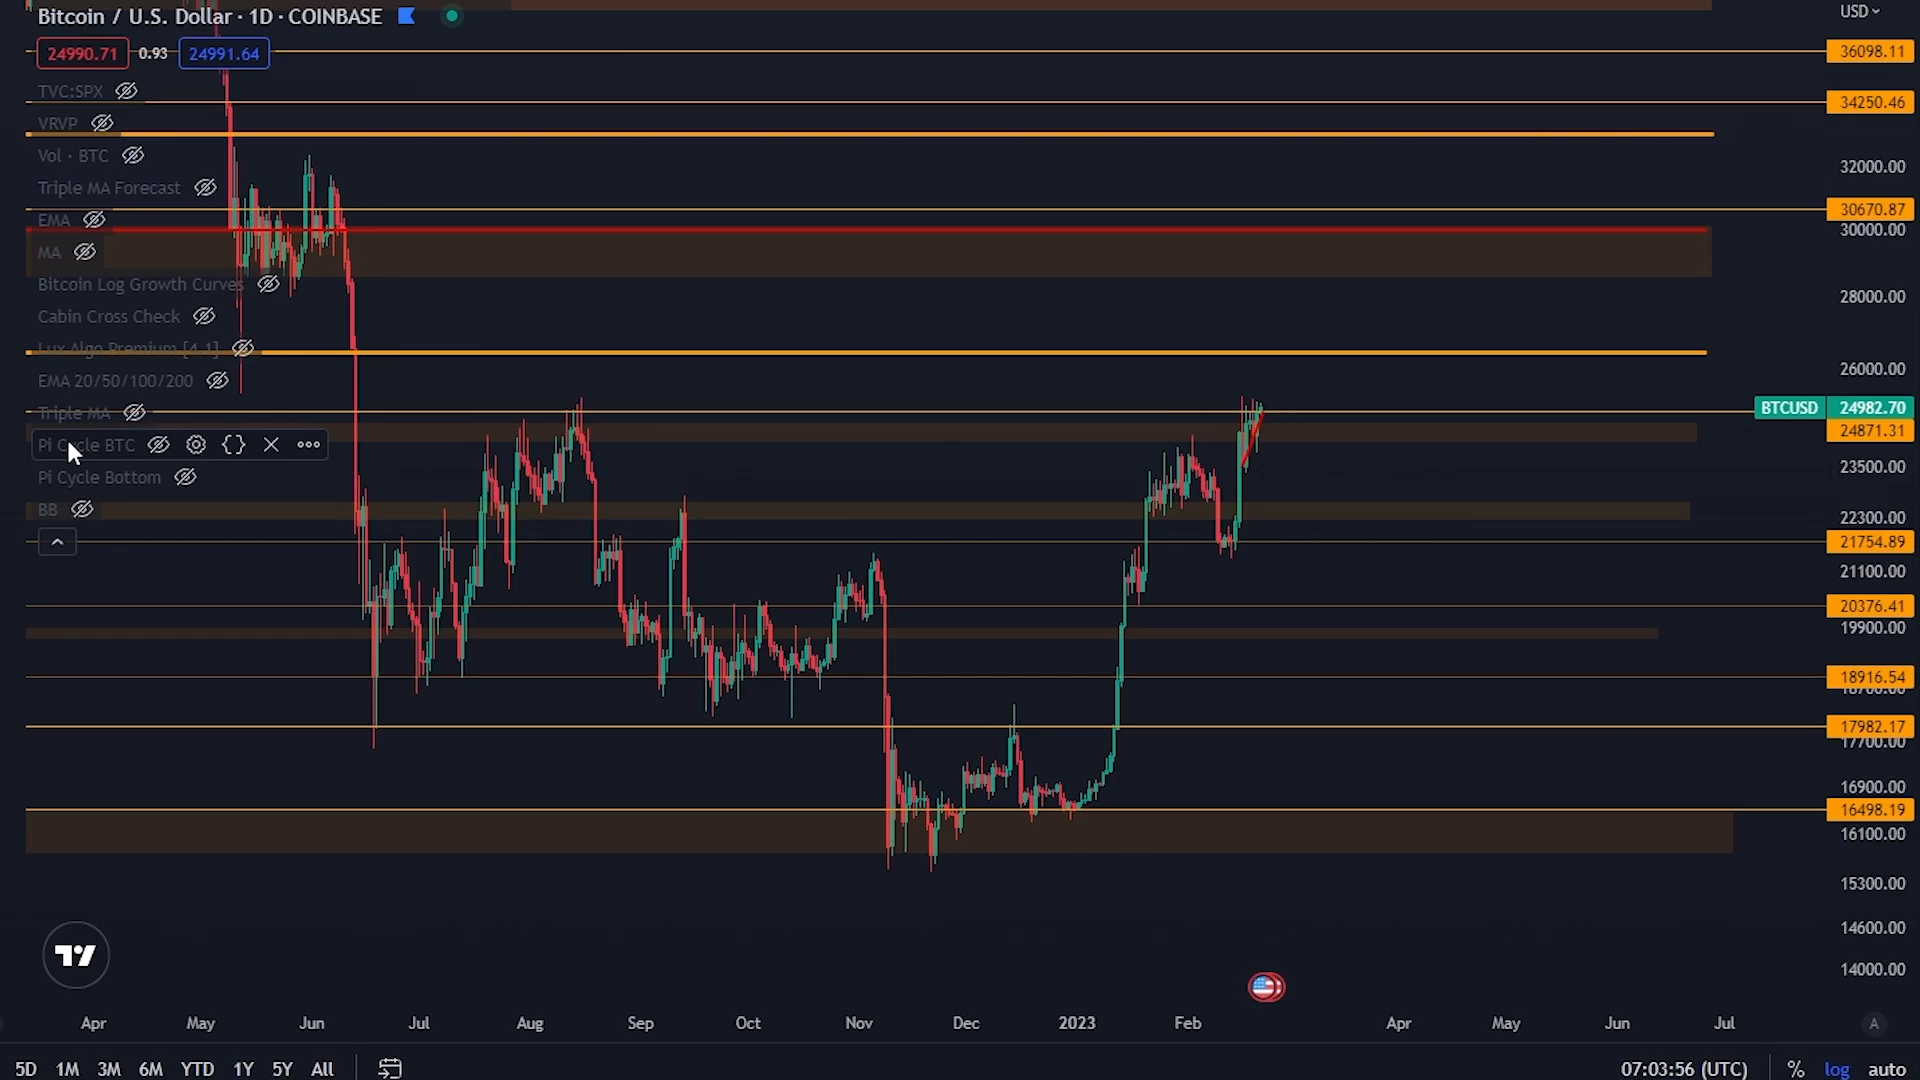 Bitcoin / U.S. Dollar · 1D · COINBASE
USD
24990.71 0.93 24991.64
36098.11
TVC:SPX
34250.46
VRVP
Vol · BTC
32000.00
Triple MA Forecast
30670.87
EMA
30000.00
MA
Bitcoin Log Growth Curves
28000.00
Cabin Cross Check
Lux Algo Premium [4.1]
26000.00
EMA 20/50/100/200
BTCUSD 24982.70
Triple MA
24871.31
Pi Cycle BTC
23500.00
Pi Cycle Bottom
BB
22300.00
21754.89
21100.00
20376.41
19900.00
18916.54
18700.00
17982.17
17700.00
16900.00
16498.19
16100.00
15300.00
14600.00
14000.00
Apr May Jun Jul Aug Sep Oct Nov Dec 2023 Feb Apr May Jun Jul A
5D 1M 3M 6M YTD 1Y 5Y All 07:03:56 (UTC) % log auto